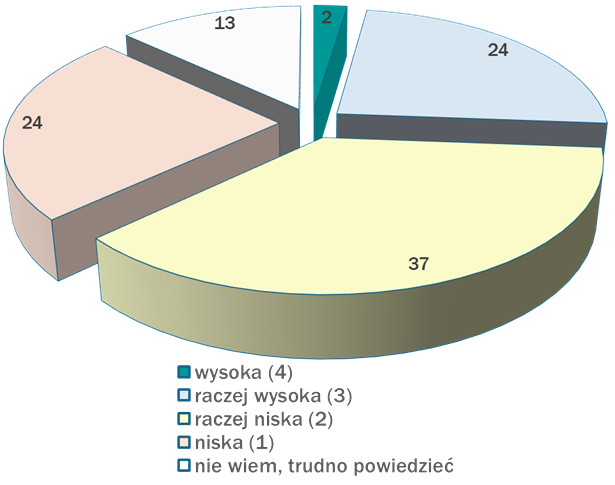 13
2
24
24
37
wysoka (4)
raczej wysoka (3)
raczej niska (2)
niska (1)
nie wiem, trudno powiedzieć